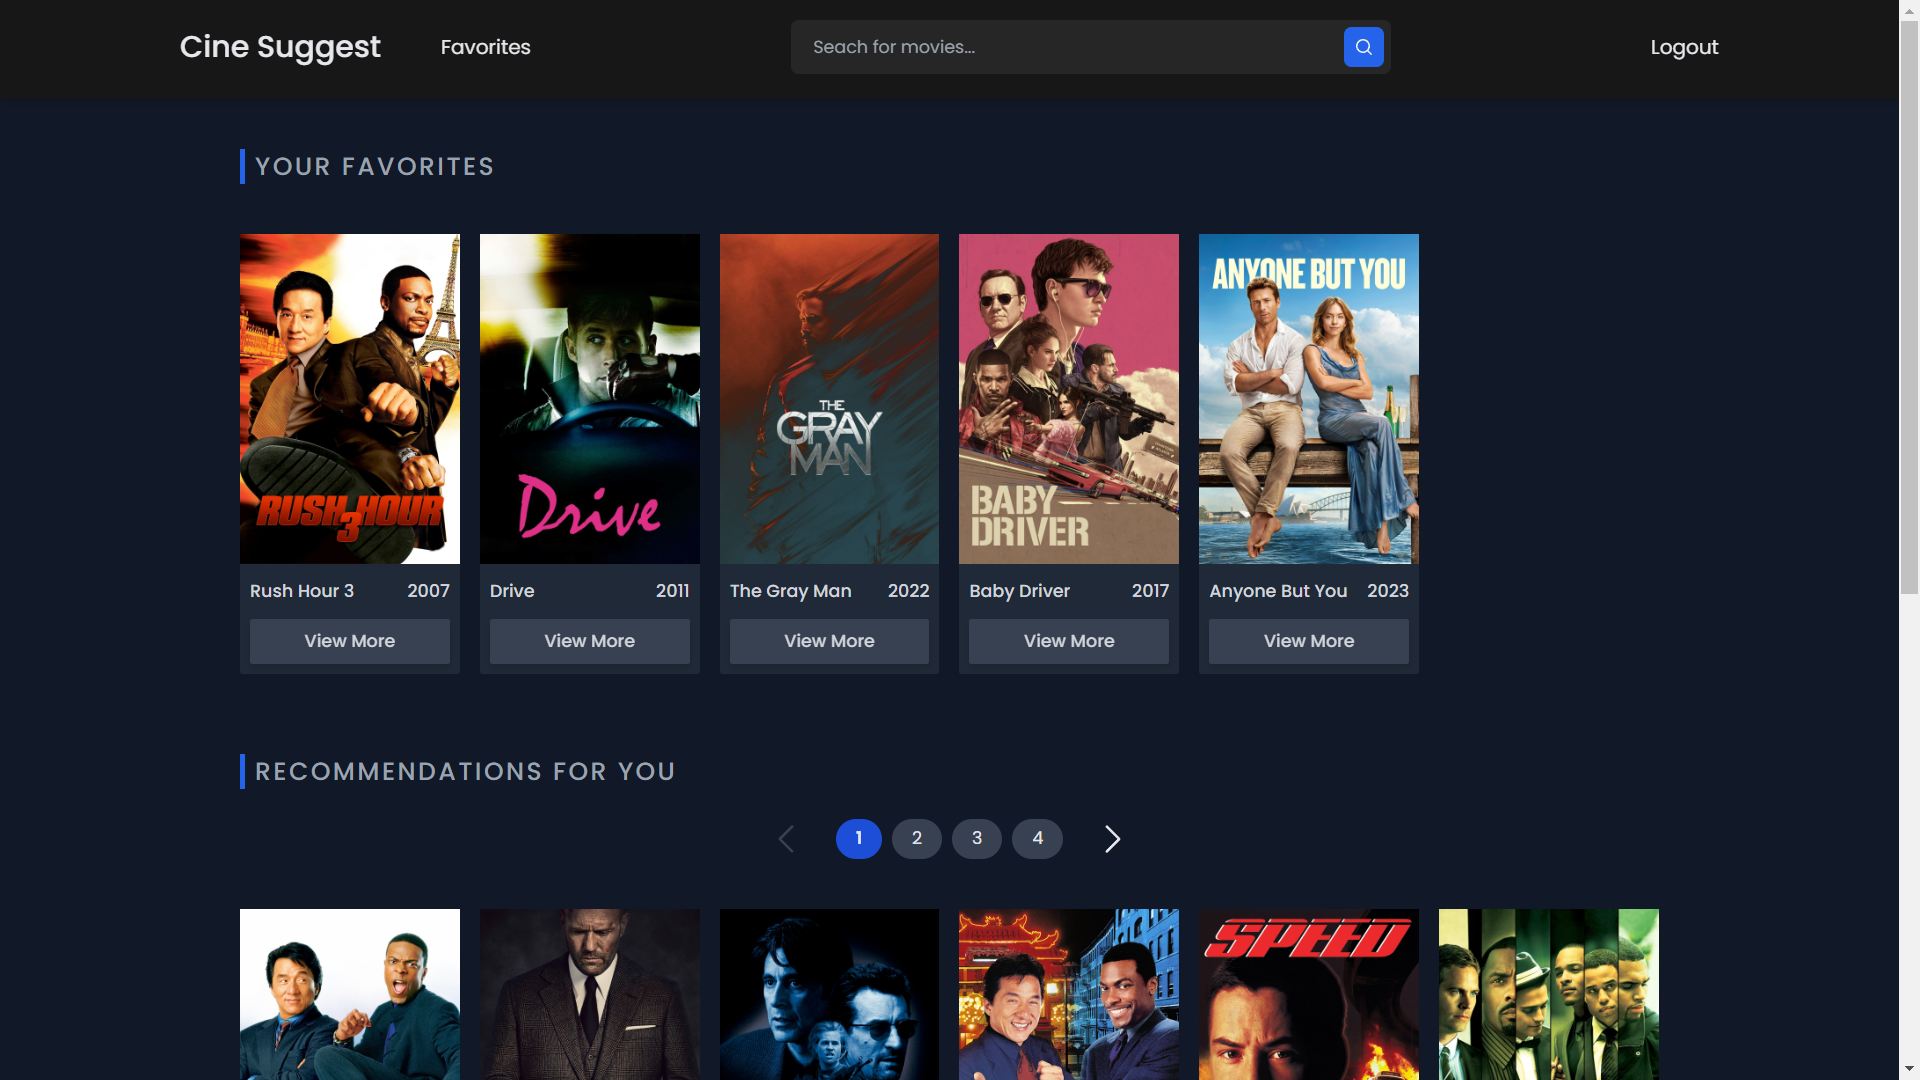 Cine Suggest
Favorites
Seach for movies...
Logout
YOUR FAVORITES
RUSH HOUR
3
Drive
THE
GRAY
MAN
BABY
DRIVER
ANYONE BUT YOU
Rush Hour 3 2007
Drive 2011
The Gray Man 2022
Baby Driver 2017
Anyone But You 2023
View More
View More
View More
View More
View More
RECOMMENDATIONS FOR YOU
1 2 3 4
SPEED